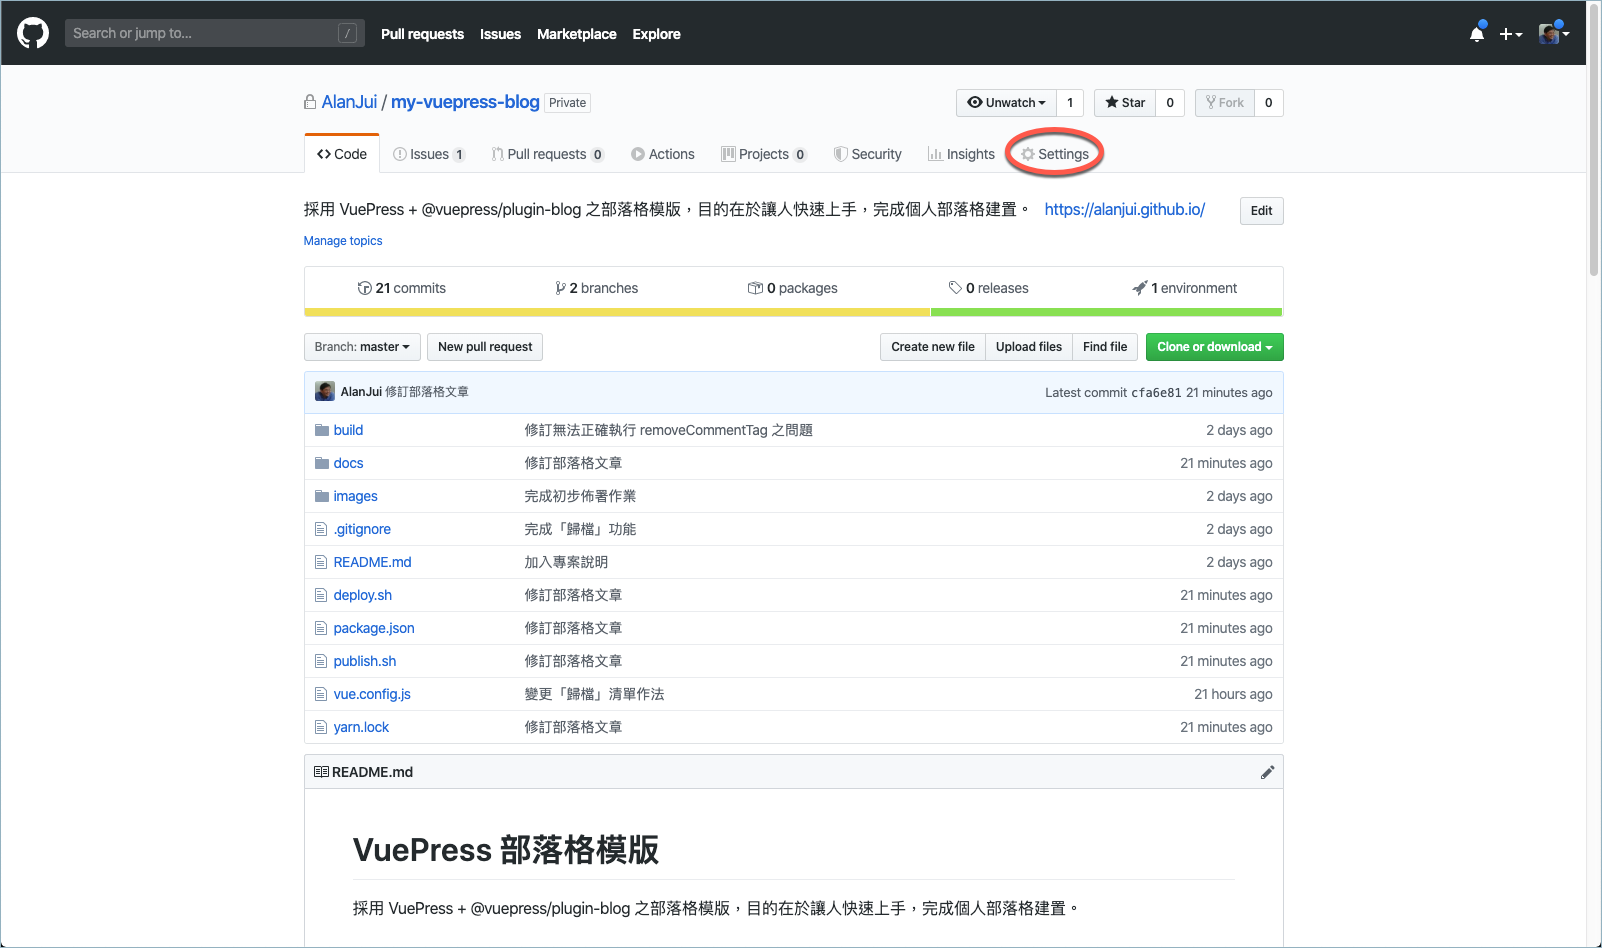 Search or jump to... / Pull requests Issues Marketplace Explore
AlanJui / my-vuepress-blog Private Unwatch 1 Star 0 Fork 0
Code Issues 1 Pull requests 0 Actions Projects 0 Security Insights Settings
採用 VuePress + @vuepress/plugin-blog 之部落格模版，目的在於讓人快速上手，完成個人部落格建置。 https://alanjui.github.io/ Edit
Manage topics
21 commits 2 branches 0 packages 0 releases 1 environment
Branch: master New pull request Create new file Upload files Find file Clone or download
AlanJui 修訂部落格文章 Latest commit cfa6e81 21 minutes ago
build 修訂無法正確執行 removeCommentTag 之問題 2 days ago
docs 修訂部落格文章 21 minutes ago
images 完成初步佈署作業 2 days ago
.gitignore 完成「歸檔」功能 2 days ago
README.md 加入專案說明 2 days ago
deploy.sh 修訂部落格文章 21 minutes ago
package.json 修訂部落格文章 21 minutes ago
publish.sh 修訂部落格文章 21 minutes ago
vue.config.js 變更「歸檔」清單作法 21 hours ago
yarn.lock 修訂部落格文章 21 minutes ago
README.md
VuePress 部落格模版
採用 VuePress + @vuepress/plugin-blog 之部落格模版，目的在於讓人快速上手，完成個人部落格建置。